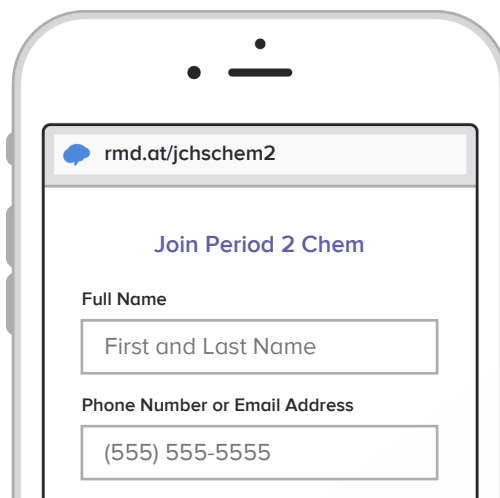 rmd.at/jchschem2
Join Period 2 Chem
Full Name
First and Last Name
Phone Number or Email Address
(555) 555-5555